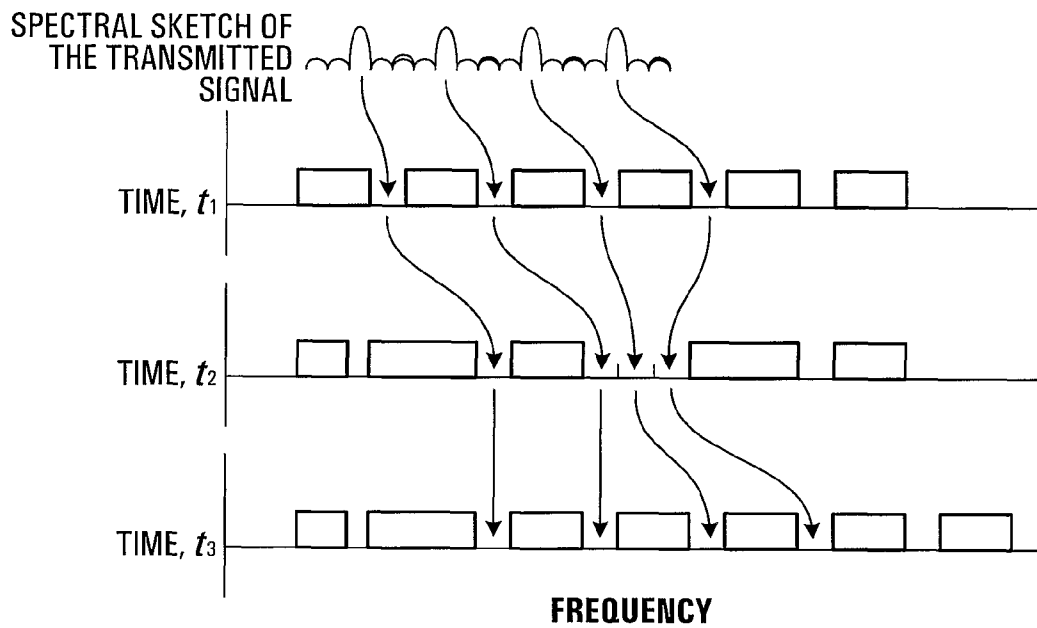 SPECTRAL SKETCH OF
THE TRANSMITTED
SIGNAL
TIME, t1
TIME, t2
TIME, t3
FREQUENCY